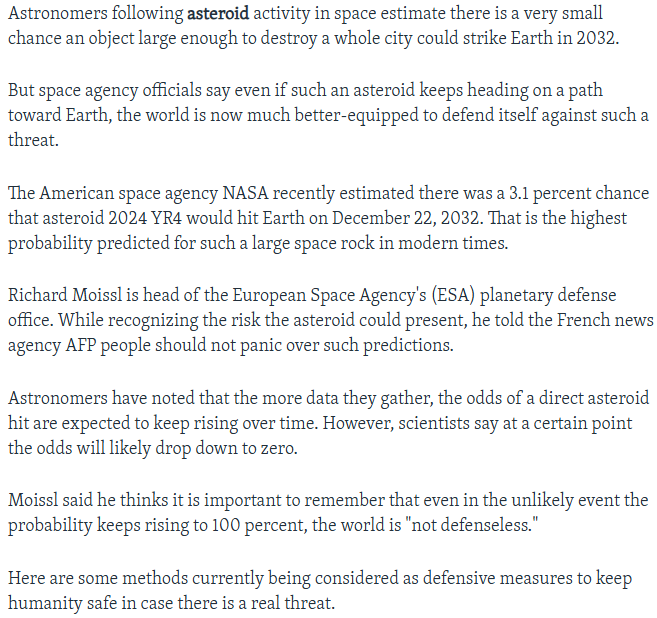 Astronomers following asteroid activity in space estimate there is a very small
chance an object large enough to destroy a whole city could strike Earth in 2032.
But space agency officials say even if such an asteroid keeps heading on a path
toward Earth, the world is now much better-equipped to defend itself against such a
threat.
The American space agency NASA recently estimated there was a 3.1 percent chance
that asteroid 2024 YR4 would hit Earth on December 22, 2032. That is the highest
probability predicted for such a large space rock in modern times.
Richard Moissl is head of the European Space Agency's (ESA) planetary defense
office. While recognizing the risk the asteroid could present, he told the French news
agency AFP people should not panic over such predictions.
Astronomers have noted that the more data they gather, the odds of a direct asteroid
hit are expected to keep rising over time. However, scientists say at a certain point
the odds will likely drop down to zero.
Moissl said he thinks it is important to remember that even in the unlikely event the
probability keeps rising to 100 percent, the world is "not defenseless."
Here are some methods currently being considered as defensive measures to keep
humanity safe in case there is a real threat.